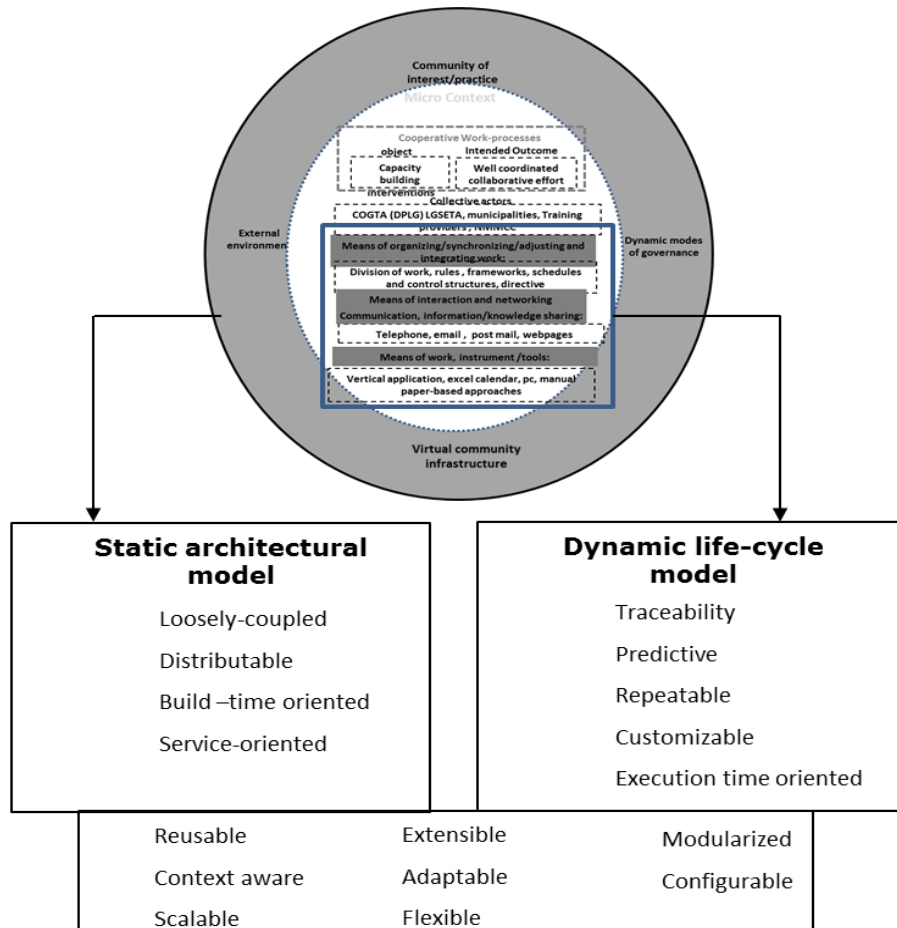 Community of
interest/practice
Micro Context
Cooperative Work-processes
object
Intended Outcome
Capacity
building
interventions
Well coordinated
collaborative effort
Collective actors
COGTA (DPLG) LGSETA, municipalities, Training
providers , NMMCC
External
environment
Dynamic modes
of governance
Means of organizing/synchronizing/adjusting and
integrating work:
Division of work, rules , frameworks, schedules
and control structures, directive
Means of interaction and networking
Communication, information/knowledge sharing:
Telephone, email , post mail, webpages
Means of work, instrument /tools:
Vertical application, excel calendar, pc, manual
paper-based approaches
Virtual community
infrastructure
Static architectural
model
Loosely-coupled
Distributable
Build –time oriented
Service-oriented
Dynamic life-cycle
model
Traceability
Predictive
Repeatable
Customizable
Execution time oriented
Reusable
Extensible
Modularized
Context aware
Adaptable
Configurable
Scalable
Flexible